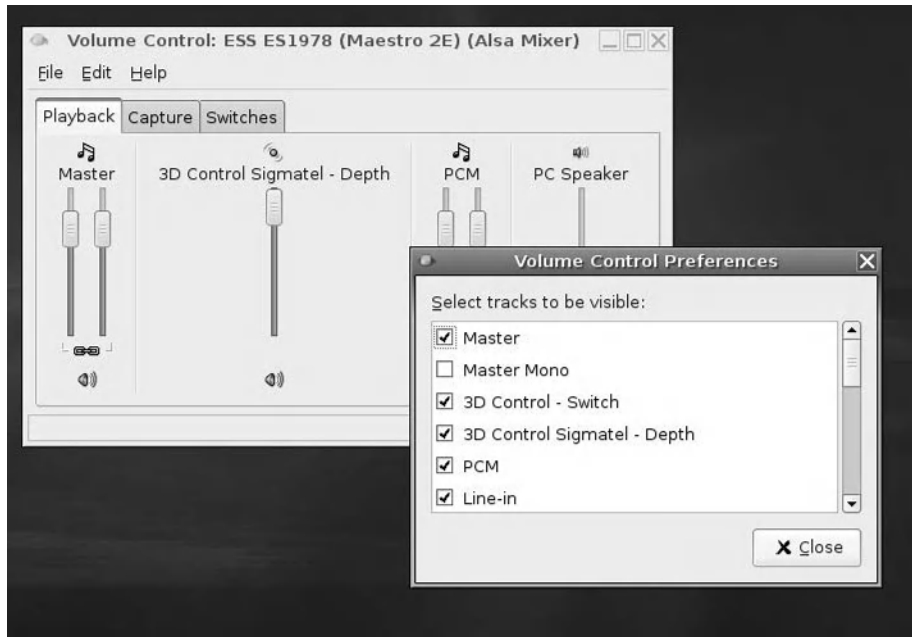 Volume Control: ESS ES1978 (Maestro 2E) (Alsa Mixer)
File Edit Help
Playback Capture Switches
Master 3D Control Sigmatel - Depth PCM PC Speaker
Volume Control Preferences
Select tracks to be visible:
Master
Master Mono
3D Control - Switch
3D Control Sigmatel - Depth
PCM
Line-in
Close